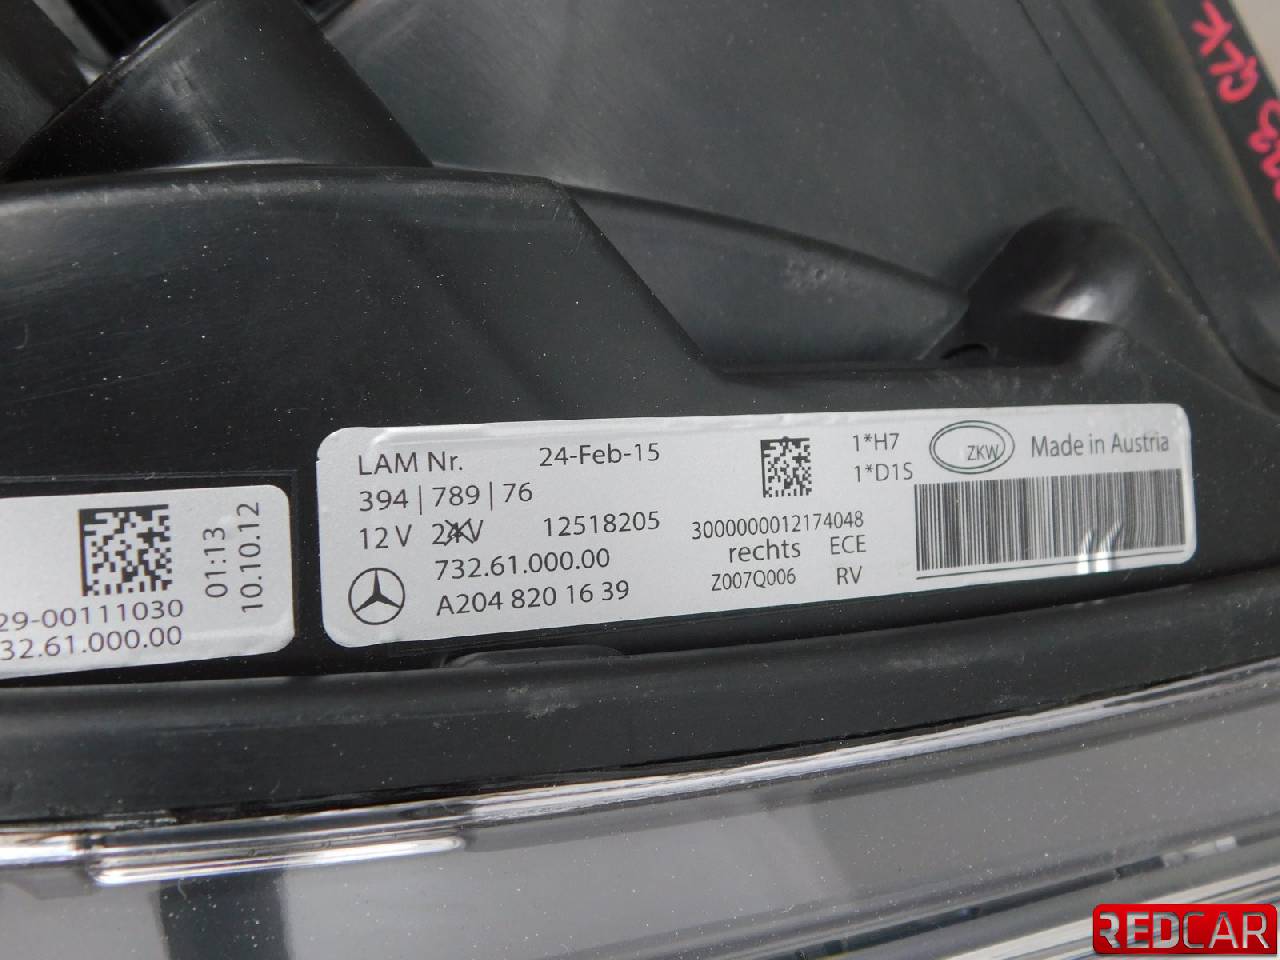 GLK
LAM Nr. 24-Feb-15 1*H7 ZKW Made in Austria
394 | 789 | 76 1*D1S
12 V 24V 12518205 3000000012174048
732.61.000.00 rechts ECE
A204 820 16 39 Z007Q006 RV
01:13
10.10.12
29-00111030
32.61.000.00
REDCAR